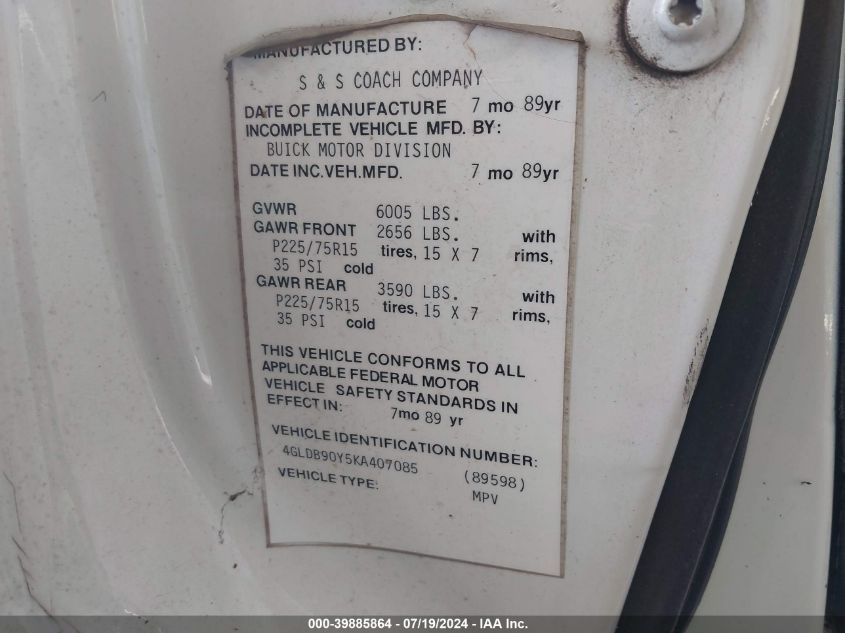 MANUFACTURED BY:
S & S COACH COMPANY
DATE OF MANUFACTURE 7 mo 89yr
INCOMPLETE VEHICLE MFD. BY:
BUICK MOTOR DIVISION
DATE INC.VEH.MFD. 7 mo 89yr
GVWR 6005 LBS.
GAWR FRONT 2656 LBS. with
P225/75R15 tires, 15 X 7 rims,
35 PSI cold
GAWR REAR 3590 LBS. with
P225/75R15 tires, 15 X 7 rims,
35 PSI cold
THIS VEHICLE CONFORMS TO ALL
APPLICABLE FEDERAL MOTOR
VEHICLE SAFETY STANDARDS IN
EFFECT IN: 7mo 89 yr
VEHICLE IDENTIFICATION NUMBER:
4GLDB90Y5KA407085 (89598)
VEHICLE TYPE: MPV
000-39885864 - 07/19/2024 - IAA Inc.